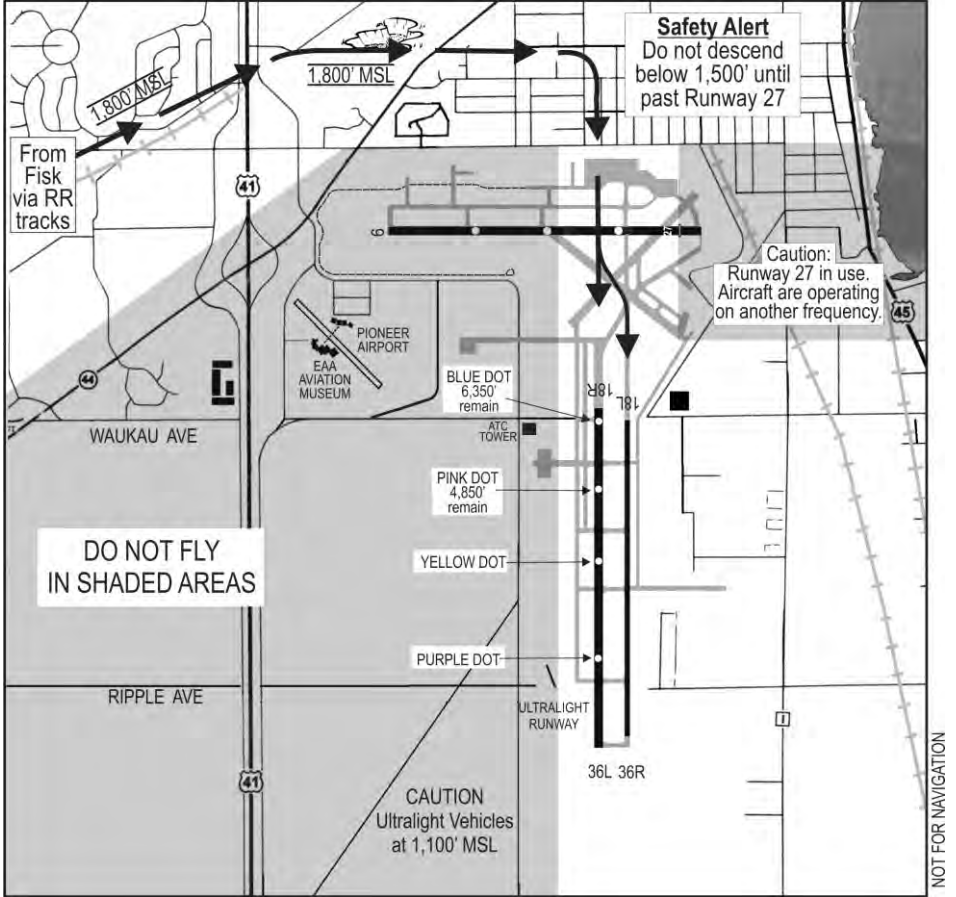 Safety Alert
Do not descend
below 1,500' until
past Runway 27
1,800' MSL
1,800' MSL
From
Fisk
via RR
tracks
41
9
27
Caution:
Runway 27 in use.
Aircraft are operating
on another frequency.
45
PIONEER
AIRPORT
EAA
AVIATION
MUSEUM
44
BLUE DOT
6,350'
remain
18R
18L
WAUKAU AVE
ATC
TOWER
PINK DOT
4,850'
remain
DO NOT FLY
IN SHADED AREAS
YELLOW DOT
PURPLE DOT
RIPPLE AVE
ULTRALIGHT
RUNWAY
I
41
36L 36R
CAUTION
Ultralight Vehicles
at 1,100' MSL
NOT FOR NAVIGATION